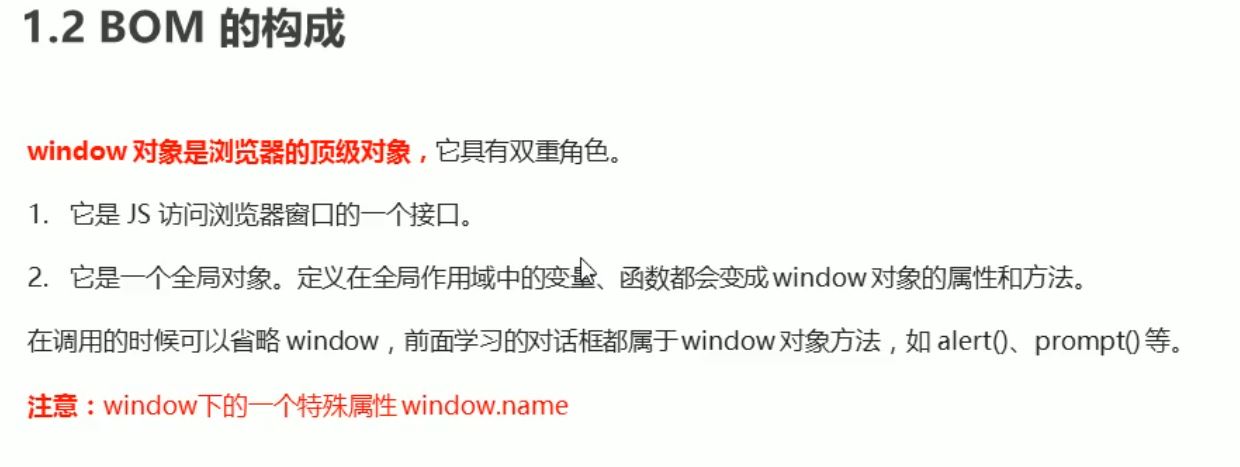 1.2 BOM 的构成
window 对象是浏览器的顶级对象，它具有双重角色。
1. 它是 JS 访问浏览器窗口的一个接口。
2. 它是一个全局对象。定义在全局作用域中的变量、函数都会变成 window 对象的属性和方法。
在调用的时候可以省略 window，前面学习的对话框都属于 window 对象方法，如 alert()、prompt() 等。
注意：window下的一个特殊属性 window.name